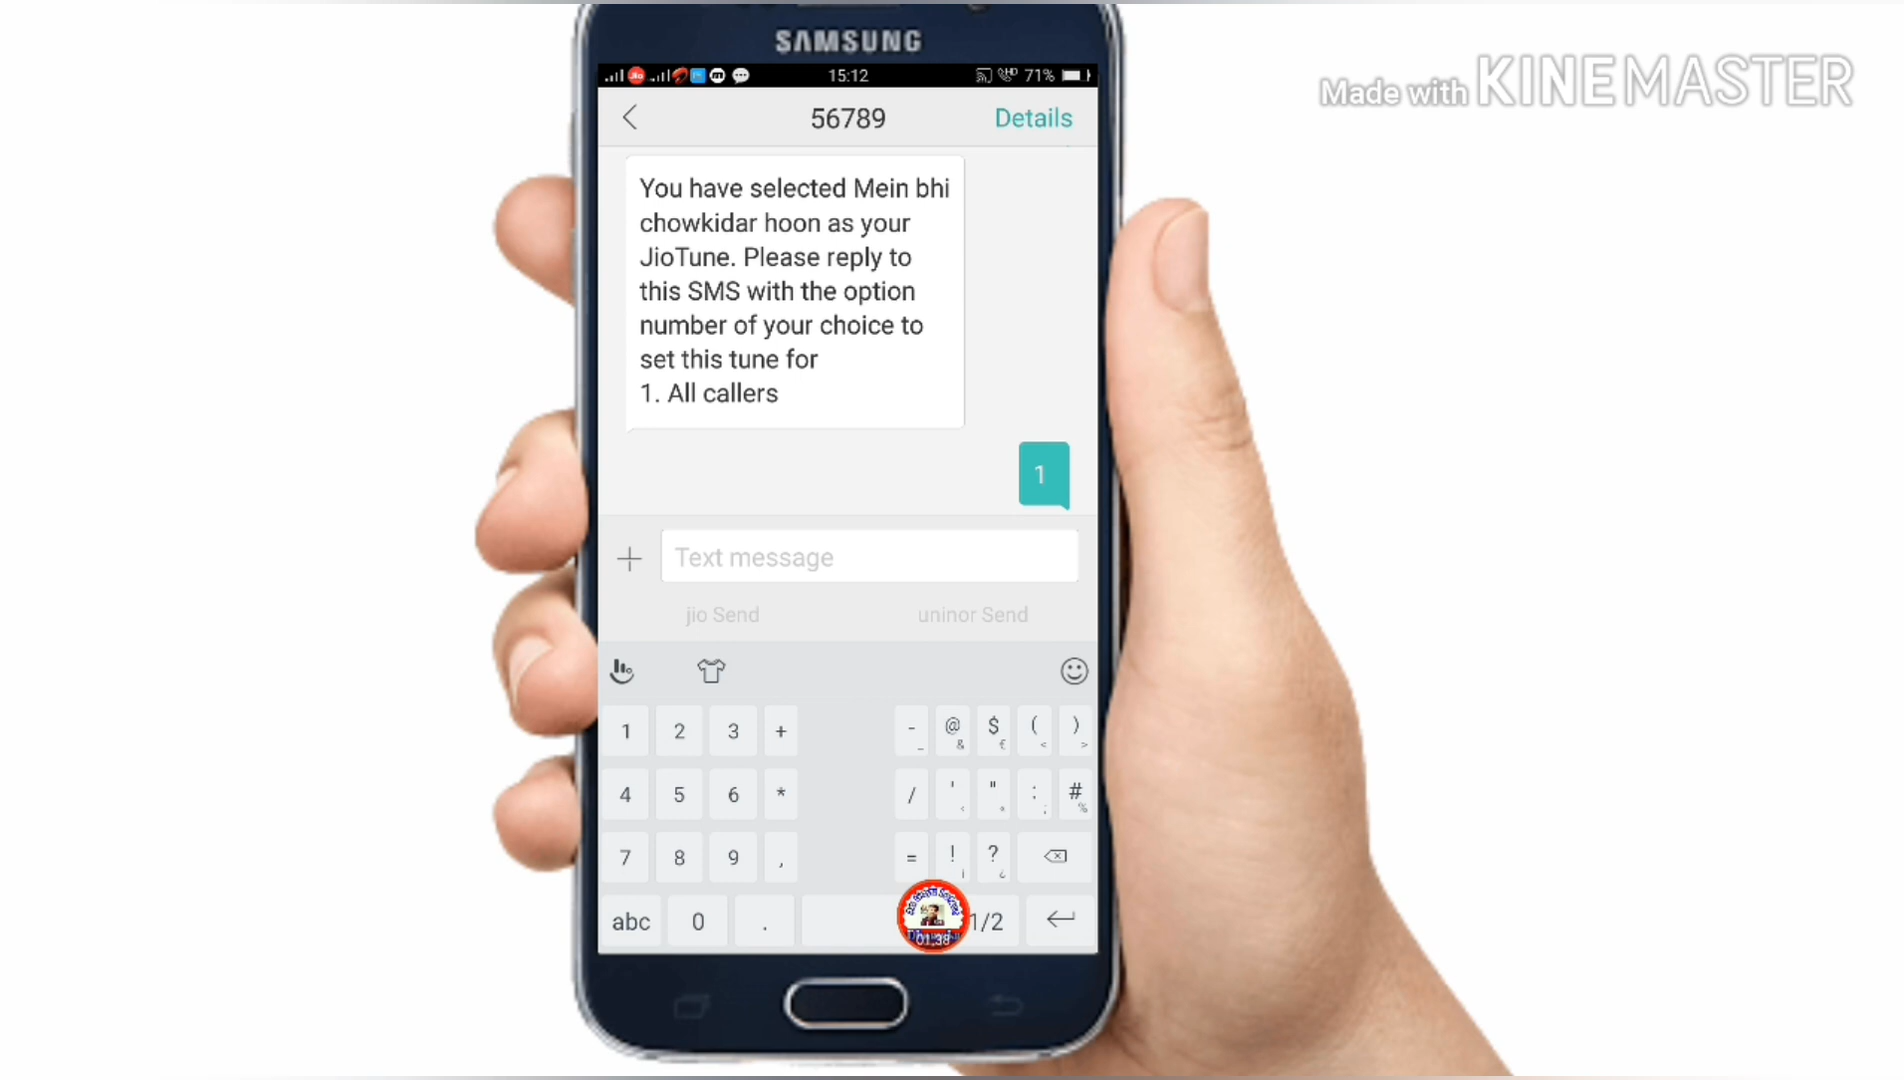 SAMSUNG
Made with KINEMASTER
15:12
71%
56789
Details
You have selected Mein bhi
chowkidar hoon as your
JioTune. Please reply to
this SMS with the option
number of your choice to
set this tune for
1. All callers
1
Text message
jio Send
uninor Send
1 2 3 + - @ $ ( )
4 5 6 * / ' " : #
7 8 9 , = ! ?
abc 0 . 1/2
01:38